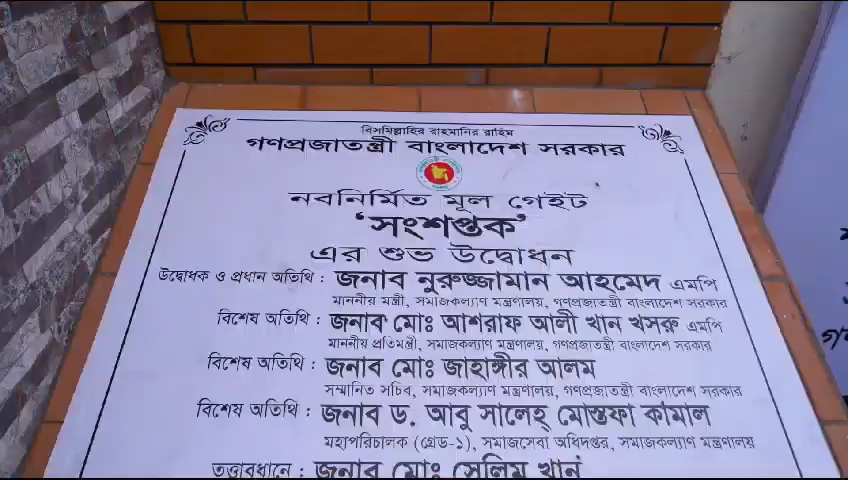 বিসমিল্লাহির রাহমানির রাহিম
গণপ্রজাতন্ত্রী বাংলাদেশ সরকার
নবনির্মিত মূল গেইট
‘সংশপ্তক’
এর শুভ উদ্বোধন
উদ্বোধক ও প্রধান অতিথি : জনাব নুরুজ্জামান আহমেদ এমপি
মাননীয় মন্ত্রী, সমাজকল্যাণ মন্ত্রণালয়, গণপ্রজাতন্ত্রী বাংলাদেশ সরকার
বিশেষ অতিথি : জনাব মোঃ আশরাফ আলী খান খসরু এমপি
মাননীয় প্রতিমন্ত্রী, সমাজকল্যাণ মন্ত্রণালয়, গণপ্রজাতন্ত্রী বাংলাদেশ সরকার
বিশেষ অতিথি : জনাব মোঃ জাহাঙ্গীর আলম
সম্মানিত সচিব, সমাজকল্যাণ মন্ত্রণালয়, গণপ্রজাতন্ত্রী বাংলাদেশ সরকার
বিশেষ অতিথি : জনাব ড. আবু সালেহ্ মোস্তফা কামাল
মহাপরিচালক (গ্রেড-১), সমাজসেবা অধিদপ্তর, সমাজকল্যাণ মন্ত্রণালয়
তত্তাবধানে : জনাব মোঃ সেলিম খান